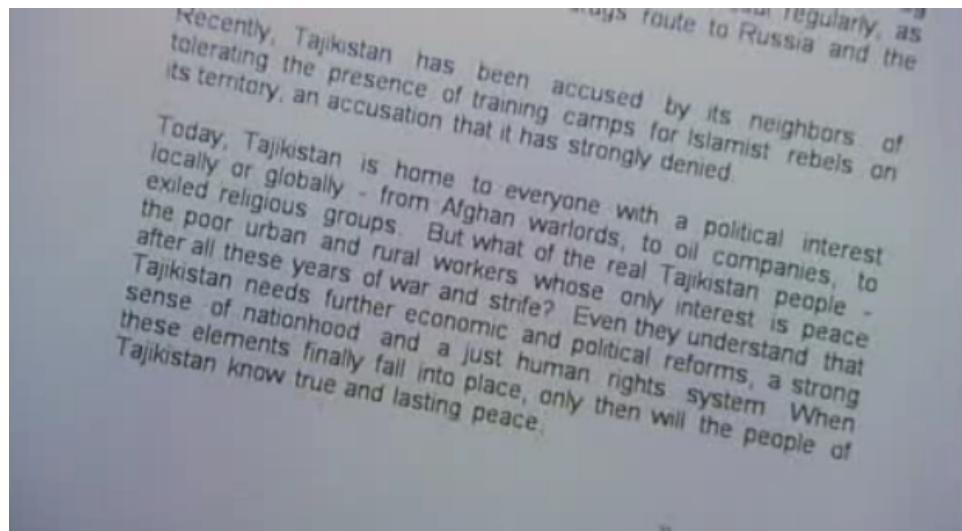 regularly, as
route to Russia and the
Recently, Tajikistan has been accused by its neighbors of
tolerating the presence of training camps for Islamist rebels on
its territory, an accusation that it has strongly denied.
Today, Tajikistan is home to everyone with a political interest
locally or globally - from Afghan warlords, to oil companies, to
exiled religious groups. But what of the real Tajikistan people -
the poor urban and rural workers whose only interest is peace
after all these years of war and strife? Even they understand that
Tajikistan needs further economic and political reforms, a strong
sense of nationhood and a just human rights system When
these elements finally fall into place, only then will the people of
Tajikistan know true and lasting peace.